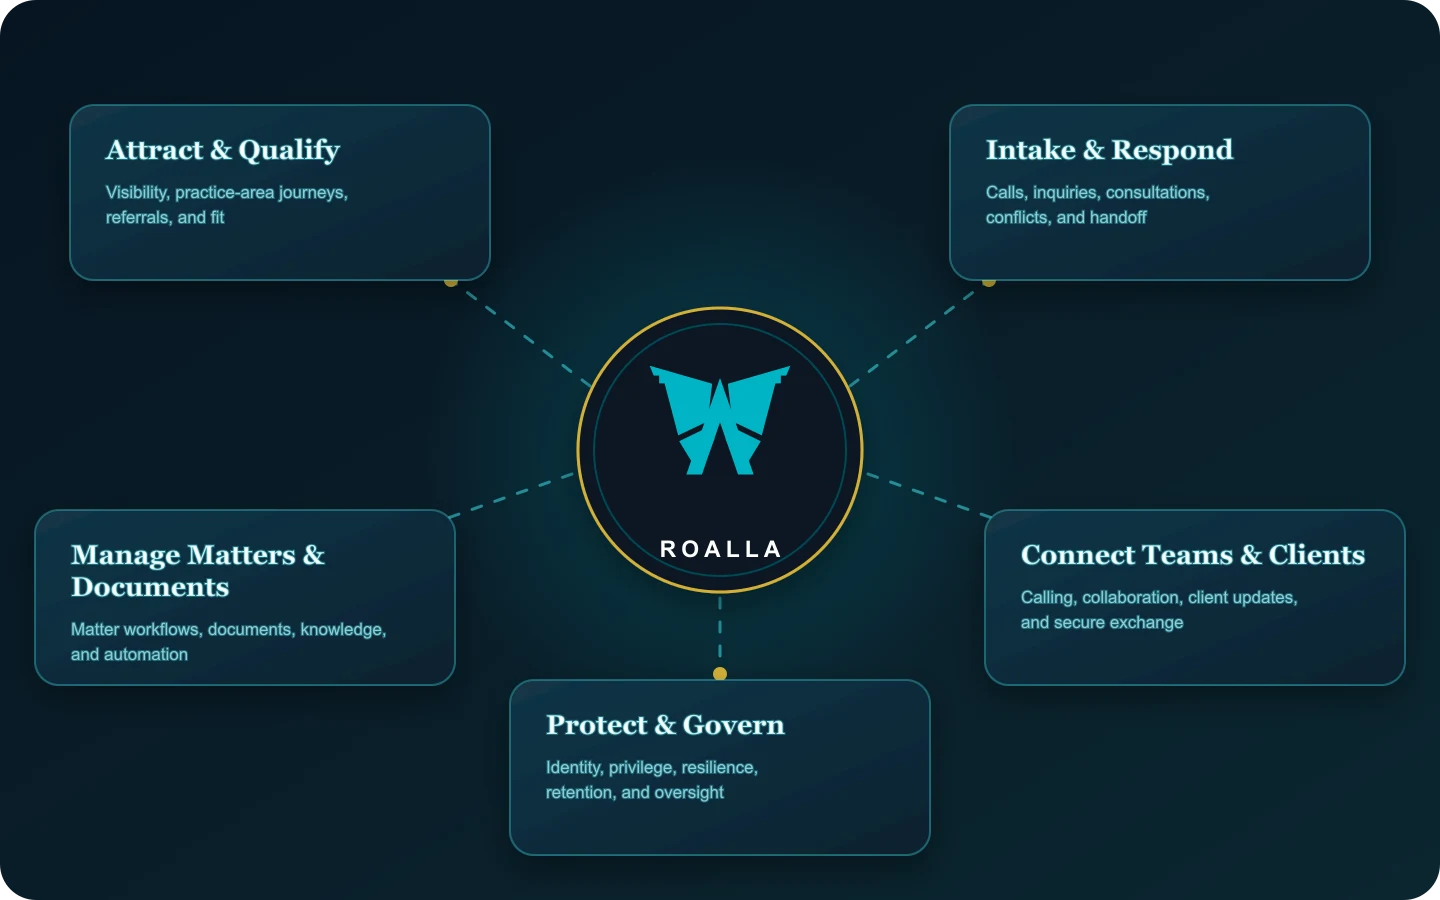 Attract & Qualify
Visibility, practice-area journeys,
referrals, and fit
Intake & Respond
Calls, inquiries, consultations,
conflicts, and handoff
ROALLA
Manage Matters &
Documents
Matter workflows, documents, knowledge,
and automation
Connect Teams & Clients
Calling, collaboration, client updates,
and secure exchange
Protect & Govern
Identity, privilege, resilience,
retention, and oversight